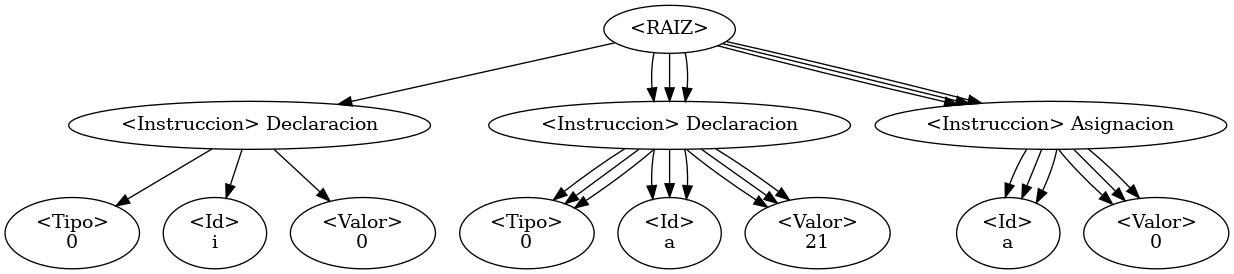 <RAIZ>
<Instruccion> Declaracion
<Instruccion> Declaracion
<Instruccion> Asignacion
<Tipo>
0
<Id>
i
<Valor>
0
<Tipo>
0
<Id>
a
<Valor>
21
<Id>
a
<Valor>
0